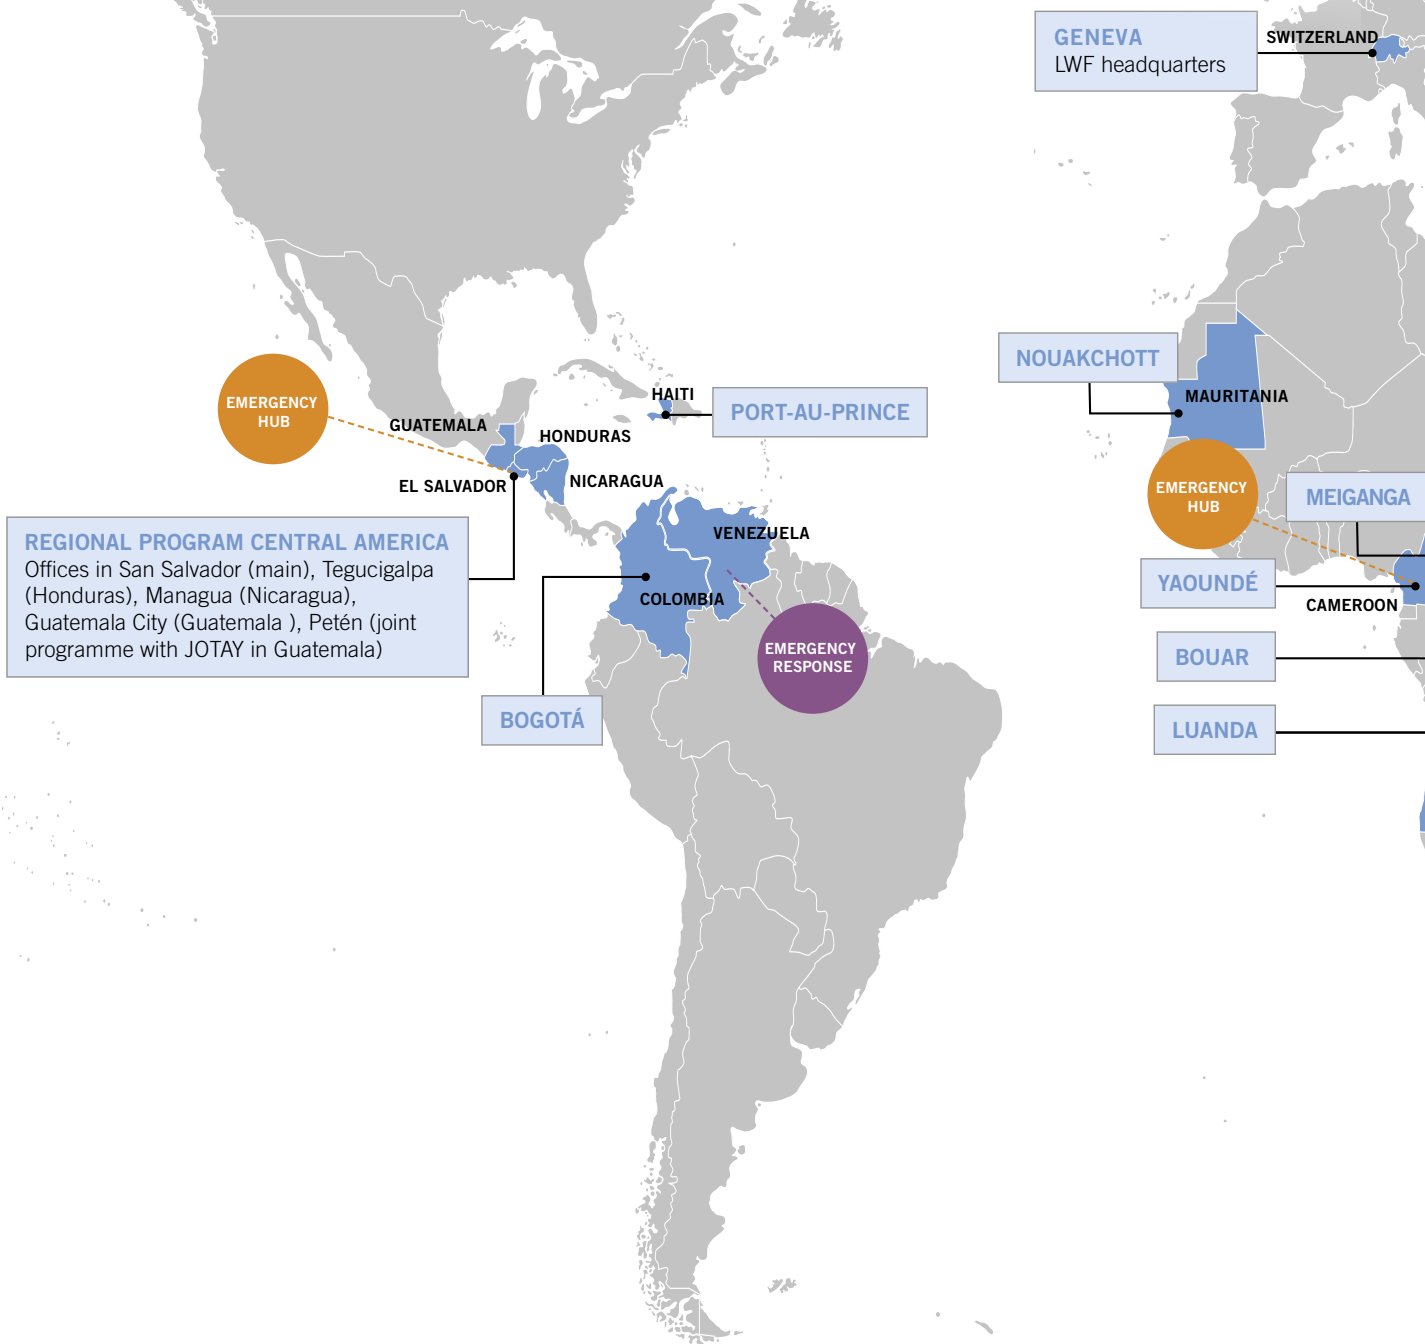 GENEVA
LWF headquarters
SWITZERLAND
NOUAKCHOTT
MAURITANIA
EMERGENCY
HUB
GUATEMALA
HAITI
PORT-AU-PRINCE
HONDURAS
EL SALVADOR
NICARAGUA
EMERGENCY
HUB
MEIGANGA
REGIONAL PROGRAM CENTRAL AMERICA
Offices in San Salvador (main), Tegucigalpa
(Honduras), Managua (Nicaragua),
Guatemala City (Guatemala ), Petén (joint
programme with JOTAY in Guatemala)
VENEZUELA
COLOMBIA
YAOUNDÉ
CAMEROON
EMERGENCY
RESPONSE
BOUAR
BOGOTÁ
LUANDA